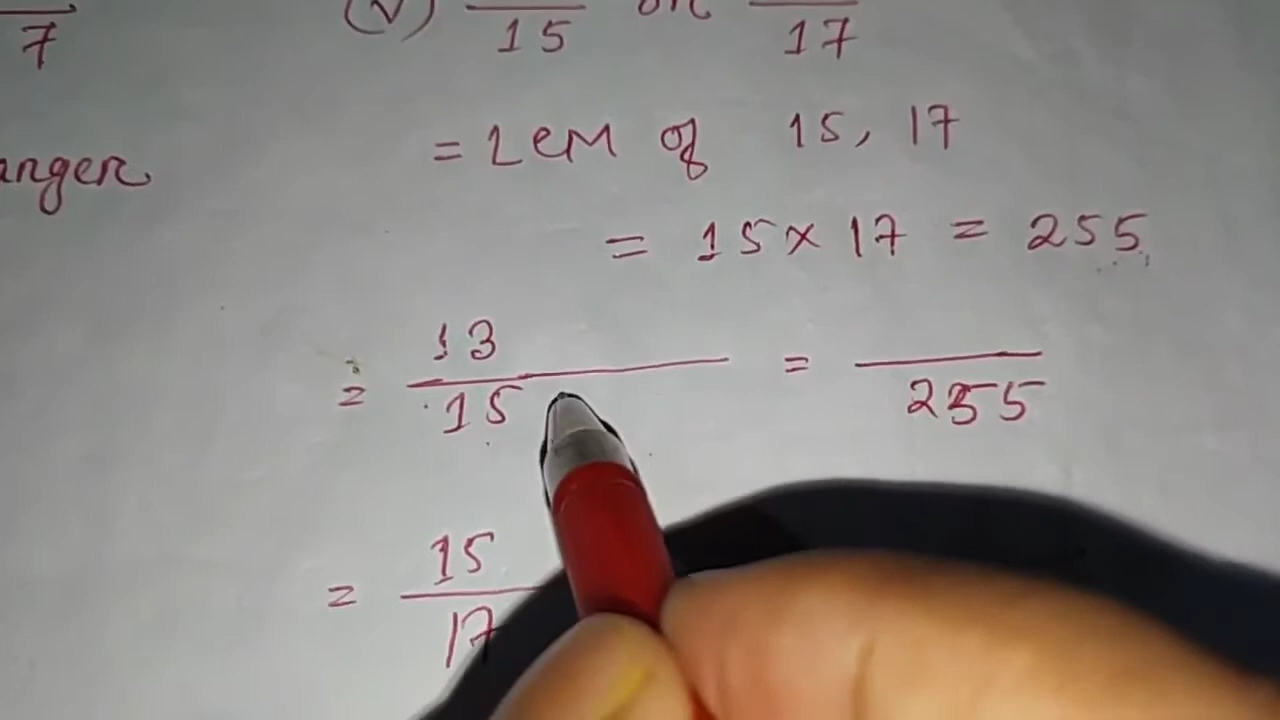 7
(v) 15 or 17
anger
= LCM of 15, 17
= 15 × 17 = 255
= 13/15 = /255
= 15/17